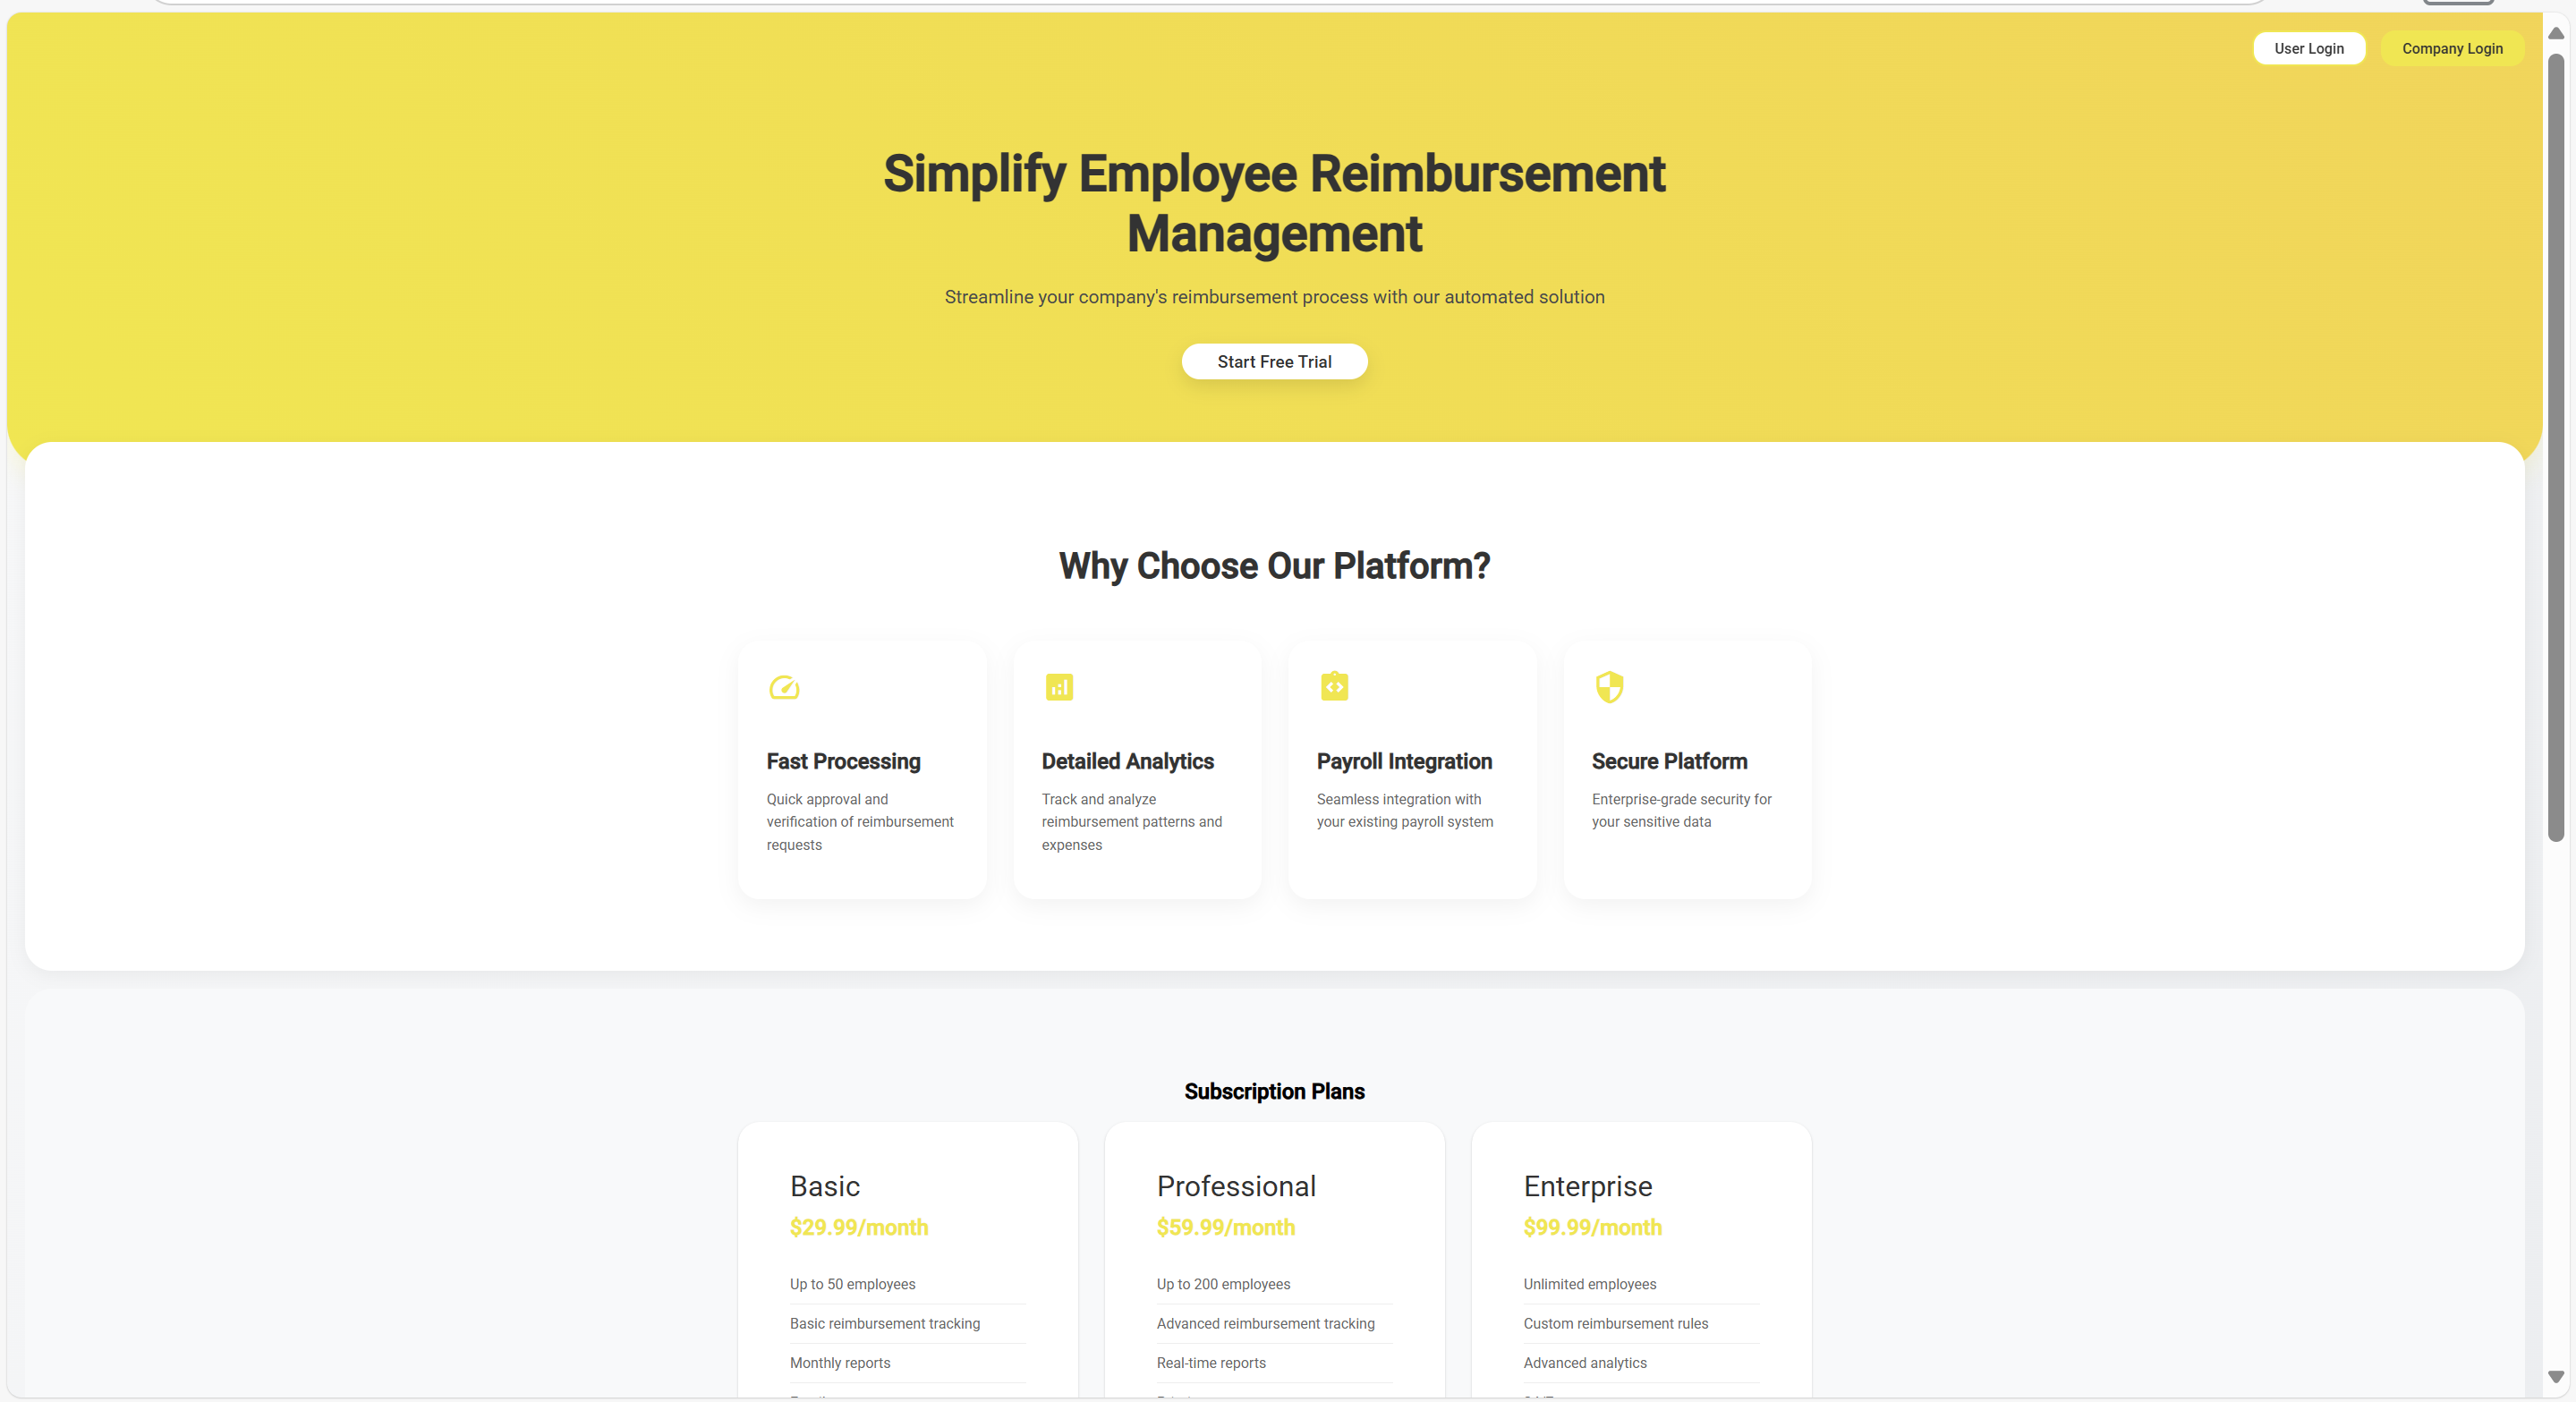 User Login
Company Login
Simplify Employee Reimbursement
Management
Streamline your company's reimbursement process with our automated solution
Start Free Trial
Why Choose Our Platform?
Fast Processing
Quick approval and
verification of reimbursement
requests
Detailed Analytics
Track and analyze
reimbursement patterns and
expenses
Payroll Integration
Seamless integration with
your existing payroll system
Secure Platform
Enterprise-grade security for
your sensitive data
Subscription Plans
Basic
$29.99/month
Up to 50 employees
Basic reimbursement tracking
Monthly reports
Professional
$59.99/month
Up to 200 employees
Advanced reimbursement tracking
Real-time reports
Enterprise
$99.99/month
Unlimited employees
Custom reimbursement rules
Advanced analytics